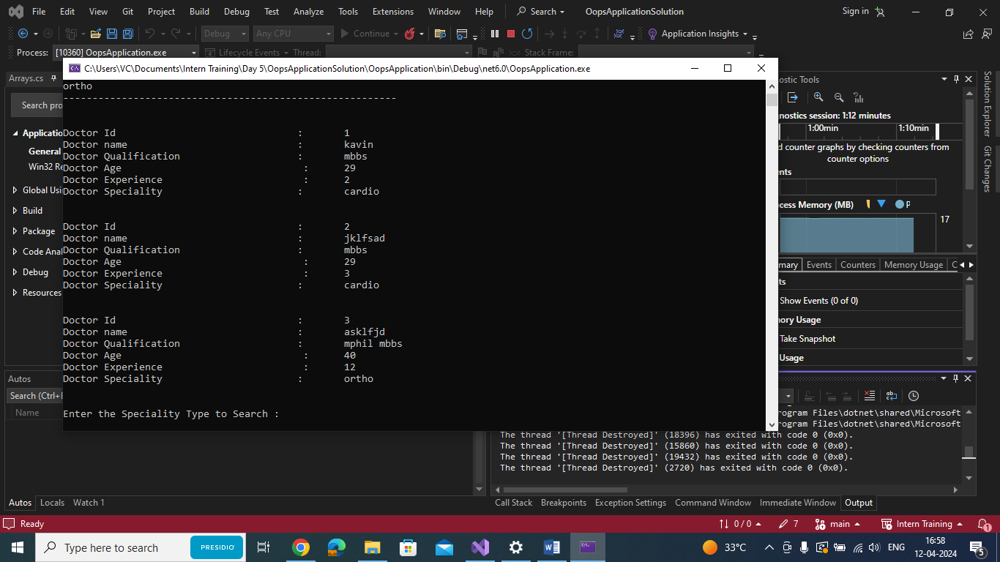 File Edit View Git Project Build Debug Test Analyze Tools Extensions Window Help Search OopsApplicationSolution Sign in
Debug Any CPU Continue Application Insights
Process: [10360] OopsApplication.exe Lifecycle Events Thread: Stack Frame:
C:\Users\VC\Documents\Intern Training\Day 5\OopsApplicationSolution\OopsApplication\bin\Debug\net6.0\OopsApplication.exe
Arrays.cs
Search pro
Application
General
Win32 Re
Global Usi
Build
Package
Code Anal
Debug
Resources
ortho
---------------------------------------------------------
Doctor Id : 1
Doctor name : kavin
Doctor Qualification : mbbs
Doctor Age : 29
Doctor Experience : 2
Doctor Speciality : cardio
Doctor Id : 2
Doctor name : jklfsad
Doctor Qualification : mbbs
Doctor Age : 29
Doctor Experience : 3
Doctor Speciality : cardio
Doctor Id : 3
Doctor name : asklfjd
Doctor Qualification : mphil mbbs
Doctor Age : 40
Doctor Experience : 12
Doctor Speciality : ortho
Enter the Speciality Type to Search :
ostic Tools
nostics session: 1:12 minutes
1:00min 1:10min
d counter graphs by checking counters from
counter options
nts
cess Memory (MB) P
17
mary Events Counters Memory Usage C
ts
Show Events (0 of 0)
ory Usage
Take Snapshot
Usage
Solution Explorer
Git Changes
Autos
Search (Ctrl+E
Name
Autos Locals Watch 1
rogram Files\dotnet\shared\Microsoft
rogram Files\dotnet\shared\Microsoft
The thread '[Thread Destroyed]' (18396) has exited with code 0 (0x0).
The thread '[Thread Destroyed]' (15860) has exited with code 0 (0x0).
The thread '[Thread Destroyed]' (19432) has exited with code 0 (0x0).
The thread '[Thread Destroyed]' (2720) has exited with code 0 (0x0).
Call Stack Breakpoints Exception Settings Command Window Immediate Window Output
Ready 0 / 0 7 main Intern Training 1
Type here to search PRESIDIO 33°C ENG 16:58
12-04-2024 5